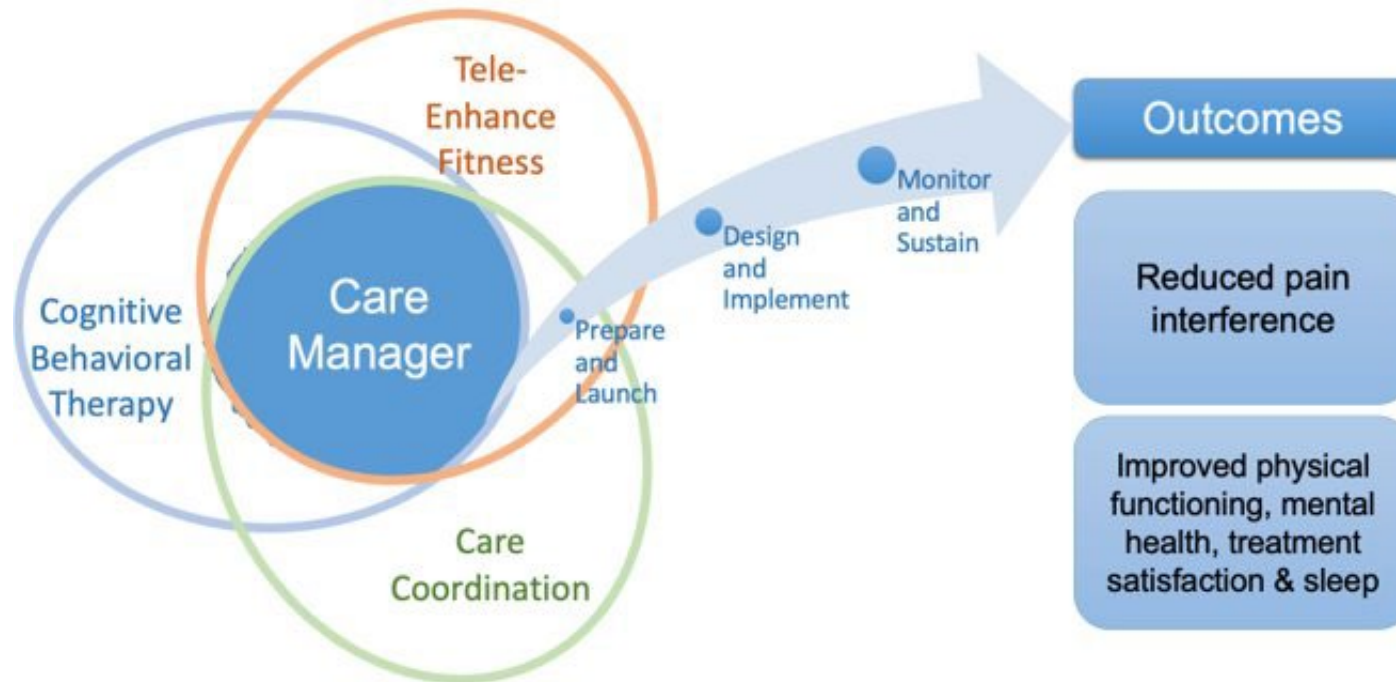 Tele-
Enhance
Fitness
Cognitive
Behavioral
Therapy
Care
Manager
Care
Coordination
Prepare
and
Launch
Design
and
Implement
Monitor
and
Sustain
Outcomes
Reduced pain
interference
Improved physical
functioning, mental
health, treatment
satisfaction & sleep